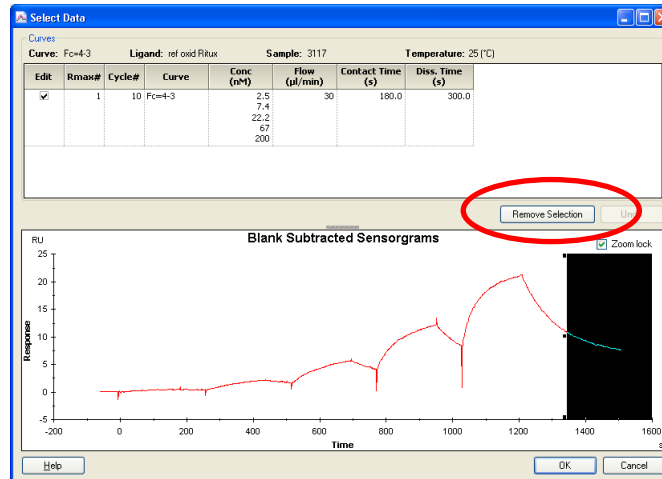 Select Data
Curves
Curve: Fc=4-3 Ligand: ref oxid Ritux Sample: 3117 Temperature: 25 (°C)
Edit Rmax# Cycle# Curve Conc (nM) Flow (µl/min) Contact Time (s) Diss. Time (s)
1 10 Fc=4-3 2.5 30 180.0 300.0
7.4
22.2
67
200
Remove Selection
Blank Subtracted Sensorgrams
Zoom lock
RU
25
20
15
10
5
0
-5
Response
-200 0 200 400 600 800 1000 1200 1400 1600
Time
s
Help OK Cancel